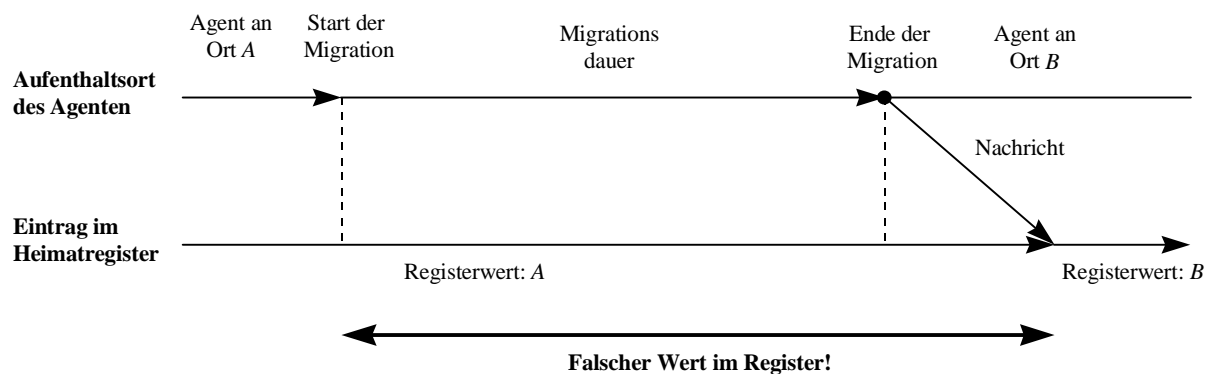 Agent an
Ort A
Start der
Migration
Migrations
dauer
Ende der
Migration
Agent an
Ort B
Aufenthaltsort
des Agenten
Nachricht
Eintrag im
Heimatregister
Registerwert: A
Registerwert: B
Falscher Wert im Register!